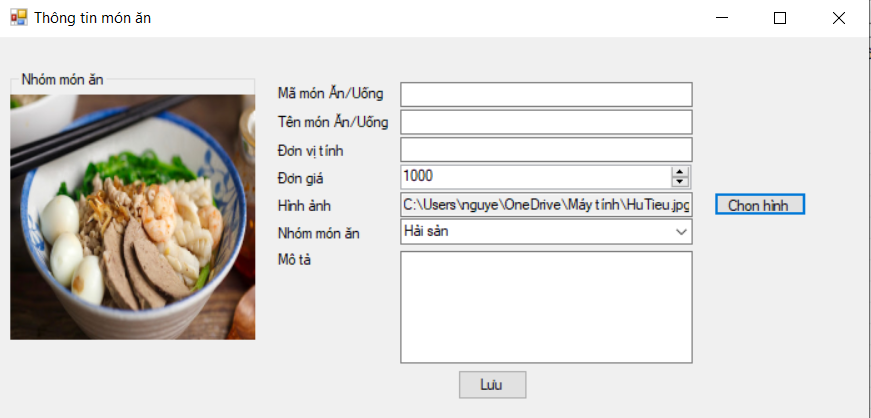 Thông tin món ăn
Nhóm món ăn
Mã món Ăn/Uống
Tên món Ăn/Uống
Đơn vị tính
Đơn giá
1000
Hình ảnh
C:\Users\nguye\OneDrive\Máy tính\HuTieu.jpg
Chon hình
Nhóm món ăn
Hải sản
Mô tả
Lưu